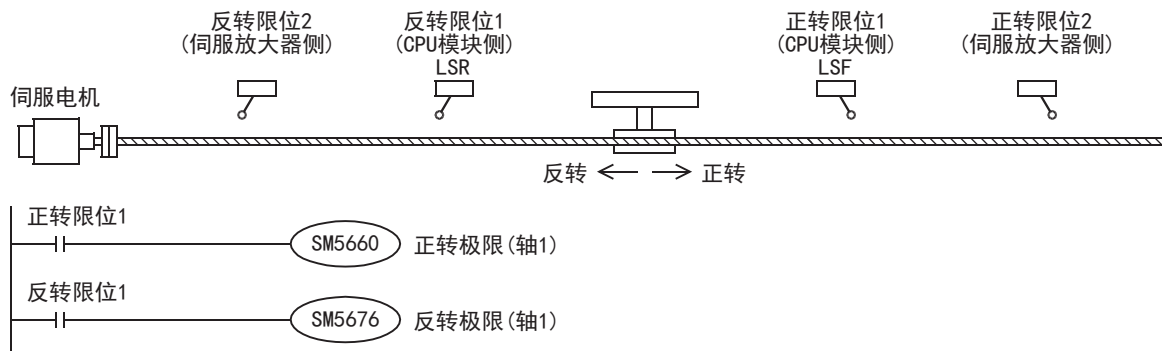 反转限位2
(伺服放大器侧)
反转限位1
(CPU模块侧)
LSR
正转限位1
(CPU模块侧)
LSF
正转限位2
(伺服放大器侧)
伺服电机
反转
正转
正转限位1
SM5660
正转极限(轴1)
反转限位1
SM5676
反转极限(轴1)